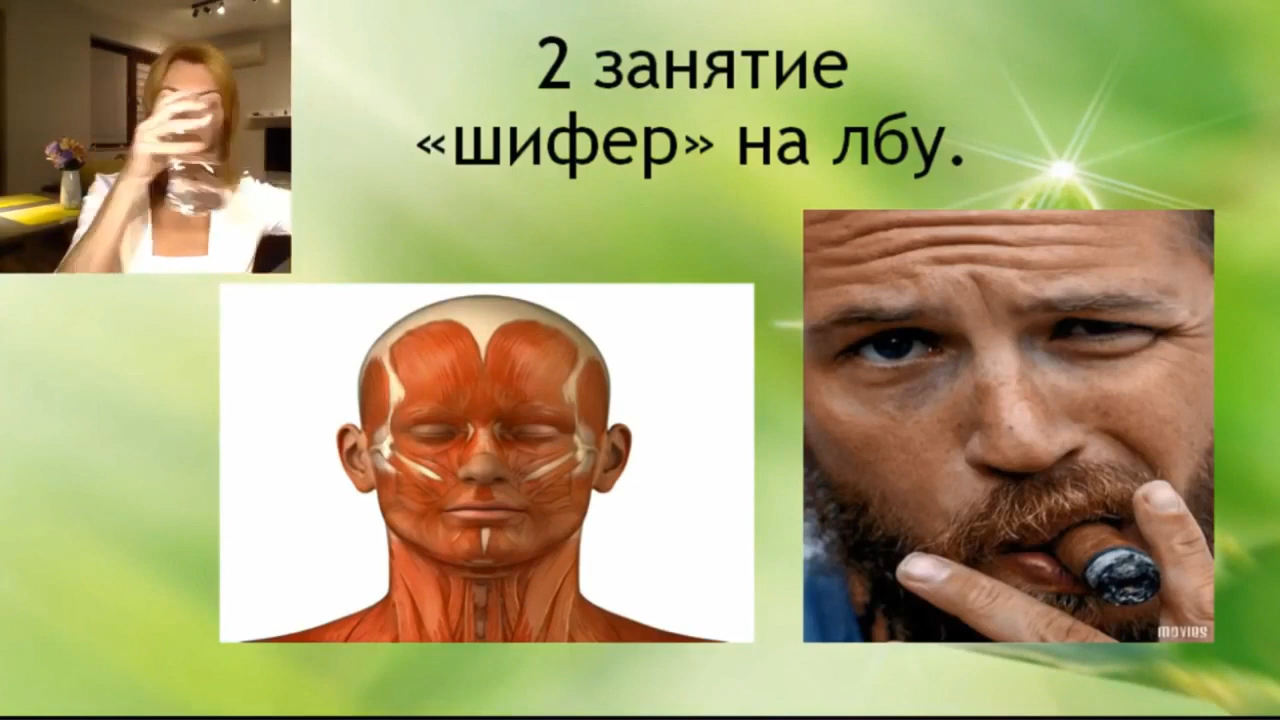 2 занятие
«шифер» на лбу.
movies